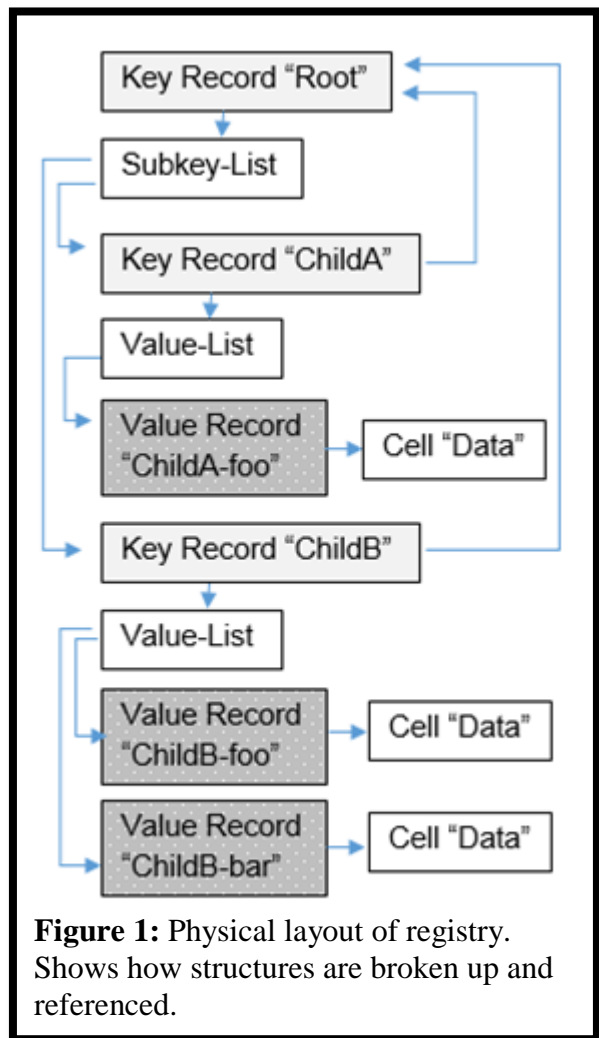 Key Record “Root”
Subkey-List
Key Record “ChildA”
Value-List
Value Record
“ChildA-foo”
Cell “Data”
Key Record “ChildB”
Value-List
Value Record
“ChildB-foo”
Cell “Data”
Value Record
“ChildB-bar”
Cell “Data”
Figure 1: Physical layout of registry.
Shows how structures are broken up and
referenced.